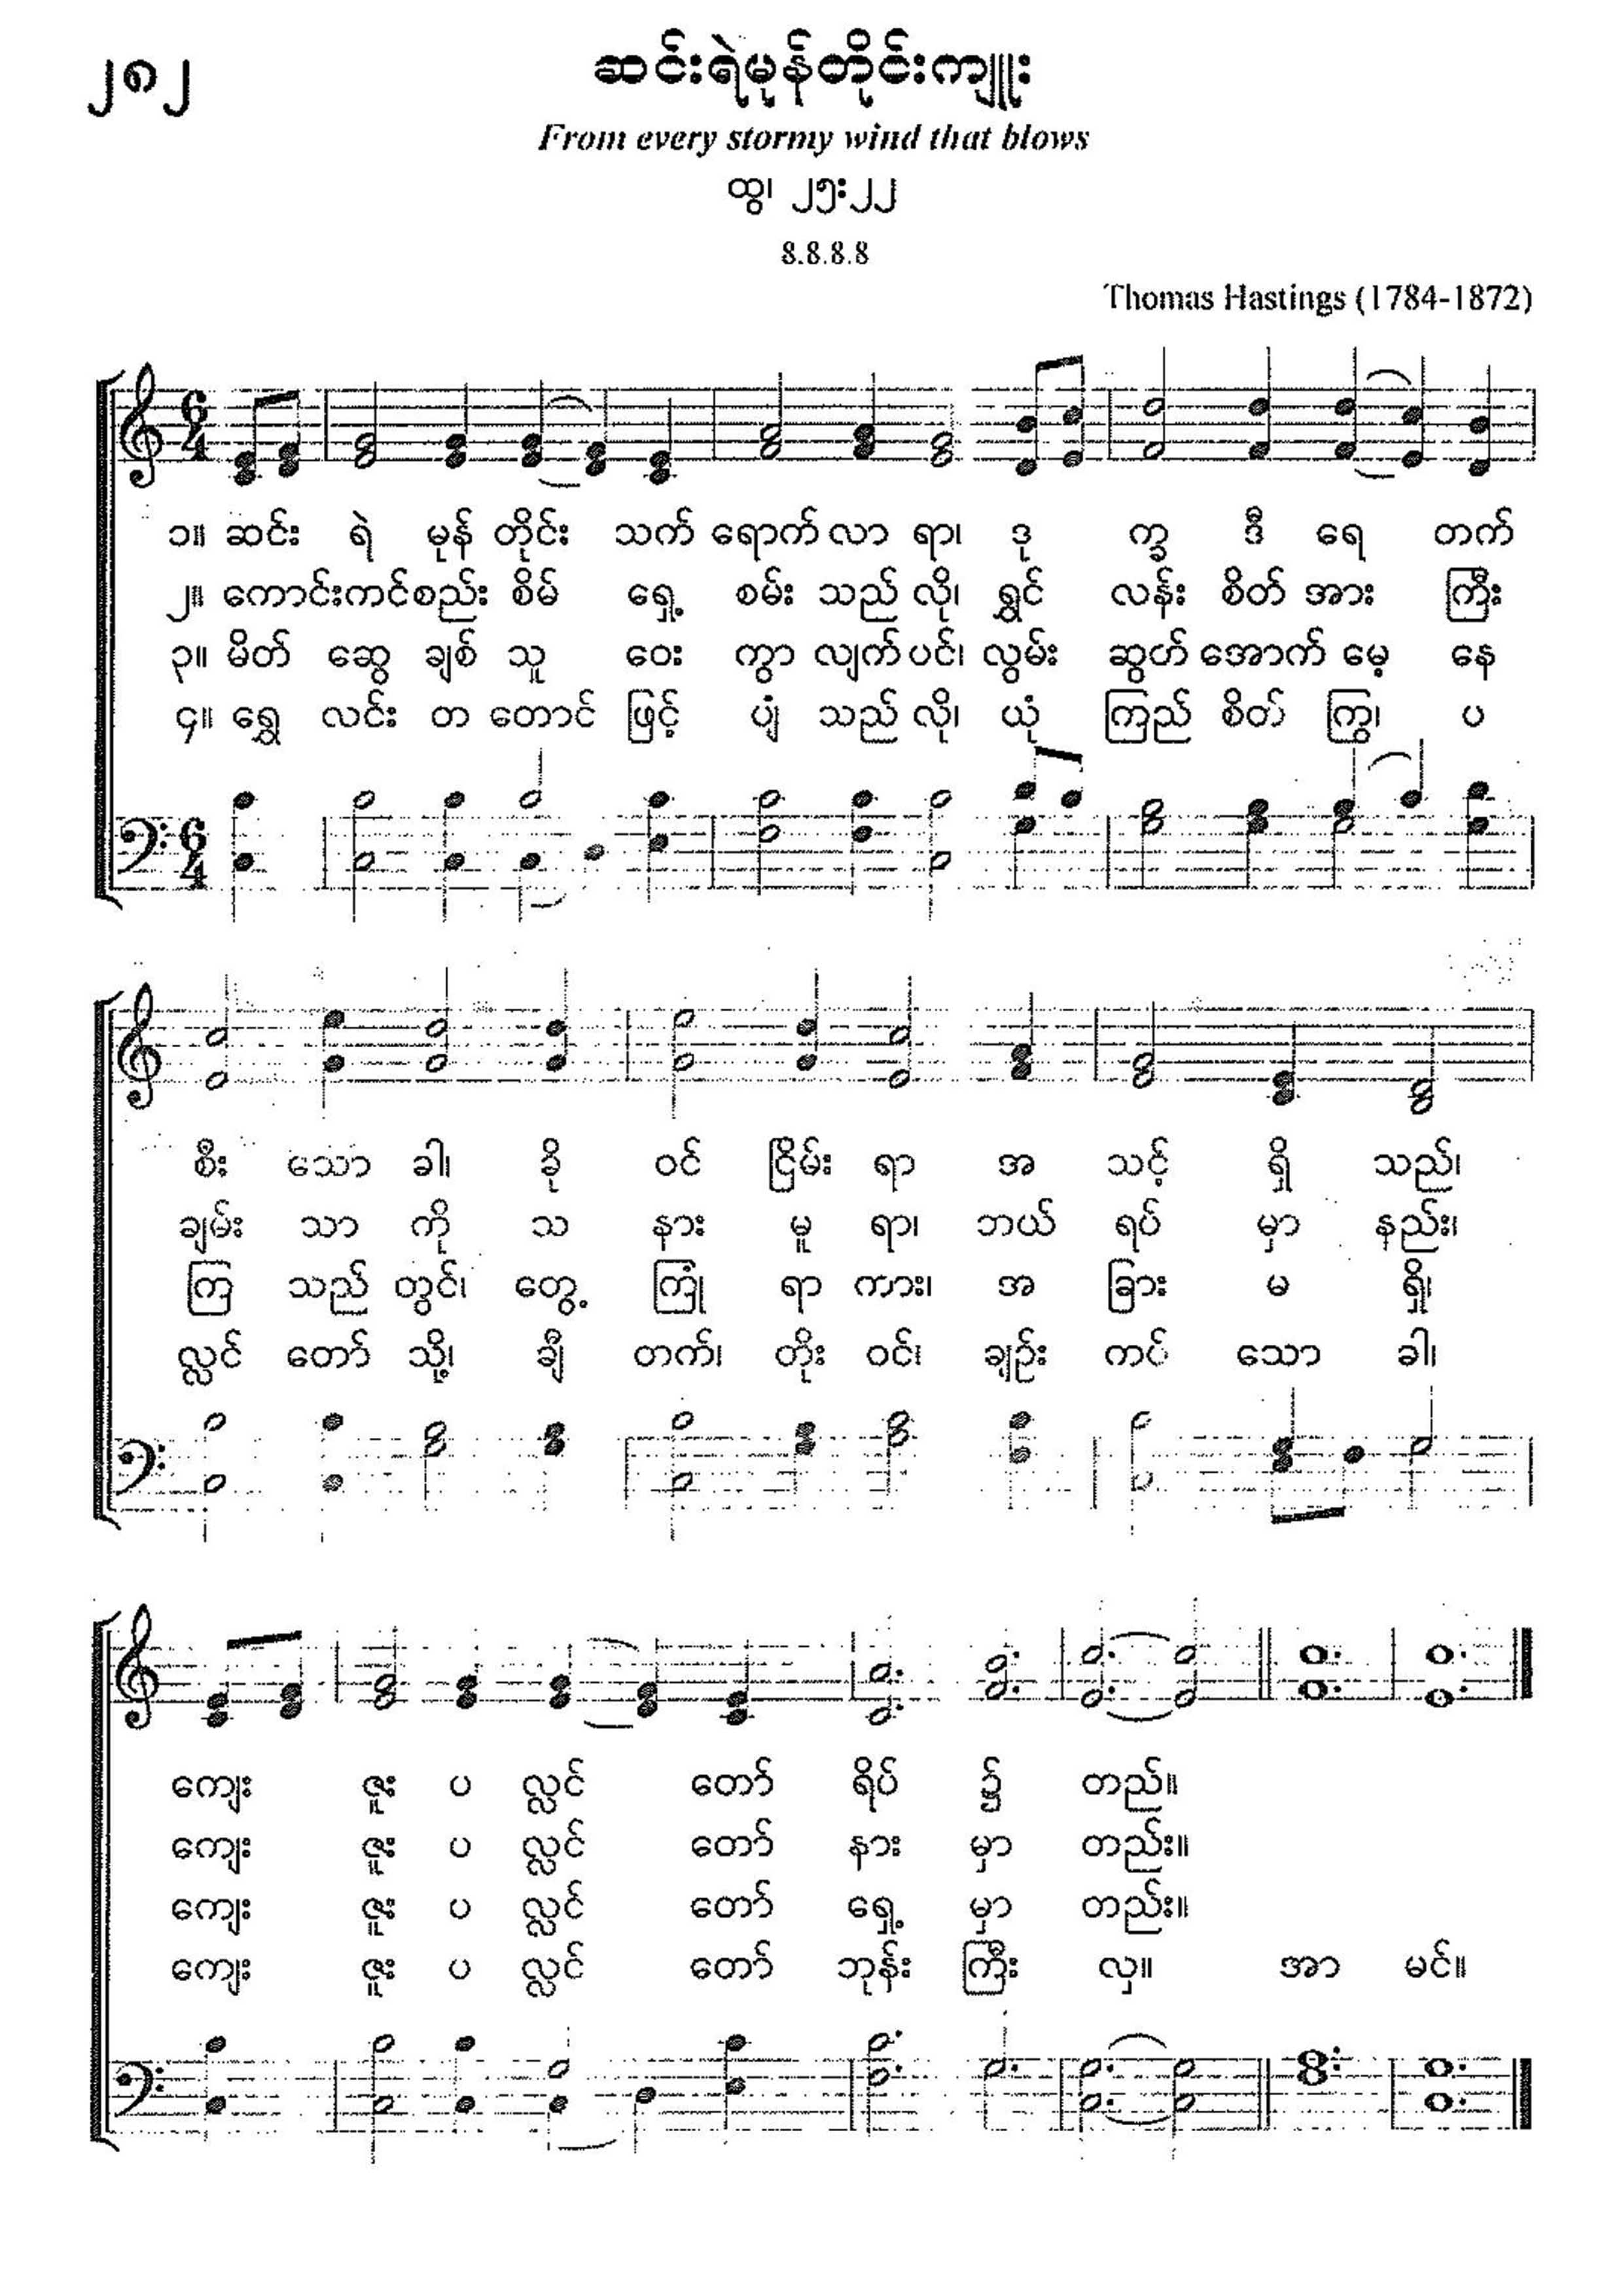 ၂၈၂
ဆင်းရဲမုန်တိုင်းကျူး
From every stormy wind that blows
ထွ၊ ၂၅း၂၂
8.8.8.8
Thomas Hastings (1784-1872)
6 4
၁။ ဆင်း ရဲ မုန် တိုင်း သက် ရောက် လာ ရာ၊ ဒု က္ခ ဒီ ရေ တက်
၂။ ကောင်းကင်စည်း စိမ် ရှေ့ စမ်း သည် လို၊ ရွှင် လန်း စိတ် အား ကြီး
၃။ မိတ် ဆွေ ချစ် သူ ဝေး ကွာ လျက် ပင်၊ လွမ်း ဆွတ် အောက် မေ့ နေ
၄။ ရွှေ လင်း တ တောင် ဖြင့် ပျံ သည် လို၊ ယုံ ကြည် စိတ် ကြွ၊ ပ
6 4
စီး သော ခါ၊ ခို ဝင် ငြိမ်း ရာ အ သင့် ရှိ သည်၊
ချမ်း သာ ကို သ နား မူ ရာ၊ ဘယ် ရပ် မှာ နည်း၊
ကြ သည် တွင်၊ တွေ့ ကြုံ ရာ ကား၊ အ ခြား မ ရှိ၊
လ္လင် တော် သို့၊ ချီ တက်၊ တိုး ဝင်၊ ချဉ်း ကပ် သော ခါ၊
ကျေး ဇူး ပ လ္လင် တော် ရိပ် ၌ တည်။
ကျေး ဇူး ပ လ္လင် တော် နား မှာ တည်း။
ကျေး ဇူး ပ လ္လင် တော် ရှေ့ မှာ တည်း။
ကျေး ဇူး ပ လ္လင် တော် ဘုန်း ကြီး လှ။ အာ မင်။